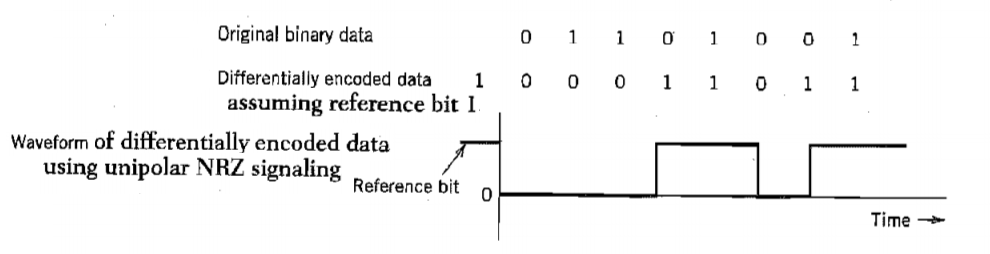 Original binary data 0 1 1 0 1 0 0 1
Differentially encoded data 1 0 0 0 1 1 0 1 1
assuming reference bit 1
Waveform of differentially encoded data
using unipolar NRZ signaling
Reference bit
0
Time